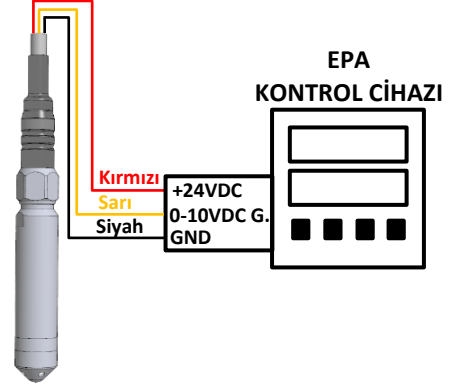 EPA
KONTROL CİHAZI
Kırmızı
+24VDC
Sarı
0-10VDC G.
Siyah
GND